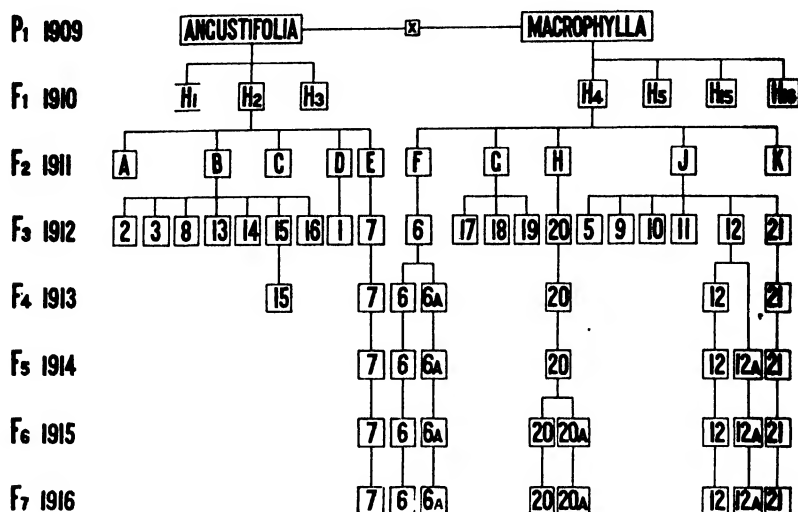 P1 1909 ANGUSTIFOLIA X MACROPHYLLA
F1 1910 H1 H2 H3 H4 H5 H15 H16
F2 1911 A B C D E F G H J K
F3 1912 2 3 8 13 14 15 16 1 7 6 17 18 19 20 5 9 10 11 12 21
F4 1913 15 7 6 6A 20 12 21
F5 1914 7 6 6A 20 12 12A 21
F6 1915 7 6 6A 20 20A 12 12A 21
F7 1916 7 6 6A 20 20A 12 12A 21